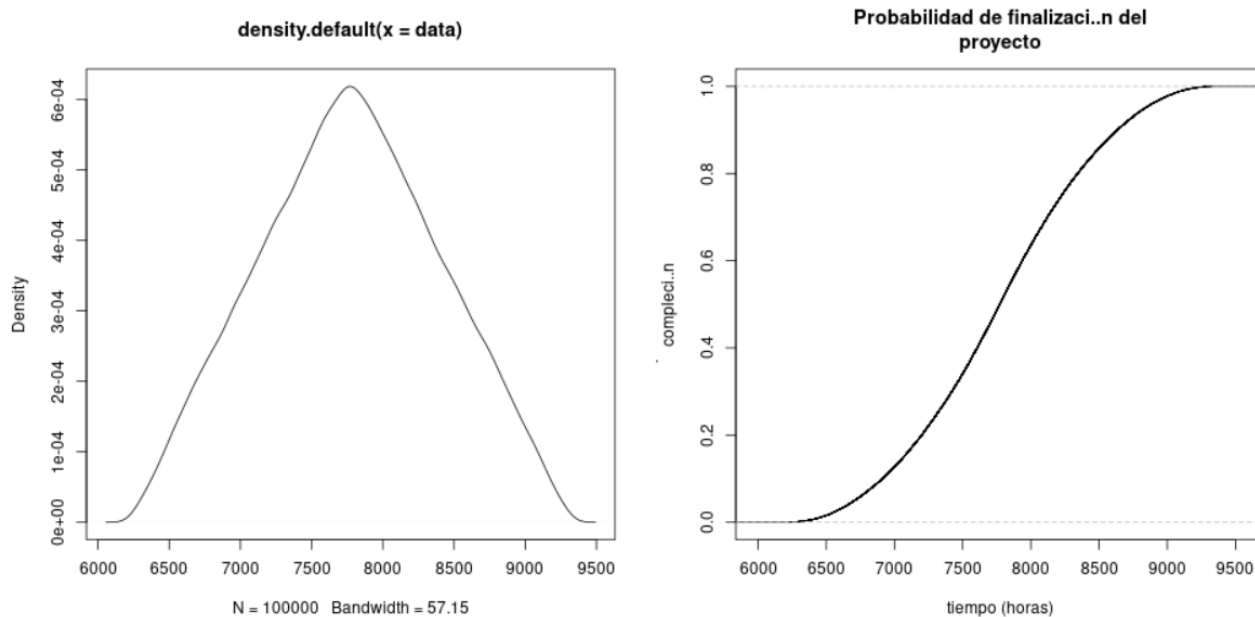 density.default(x = data)
Density
0e+00 1e-04 2e-04 3e-04 4e-04 5e-04 6e-04
6000 6500 7000 7500 8000 8500 9000 9500
N = 100000 Bandwidth = 57.15
Probabilidad de finalizaci..n del
proyecto
compleci..n
0.0 0.2 0.4 0.6 0.8 1.0
6000 6500 7000 7500 8000 8500 9000 9500
tiempo (horas)